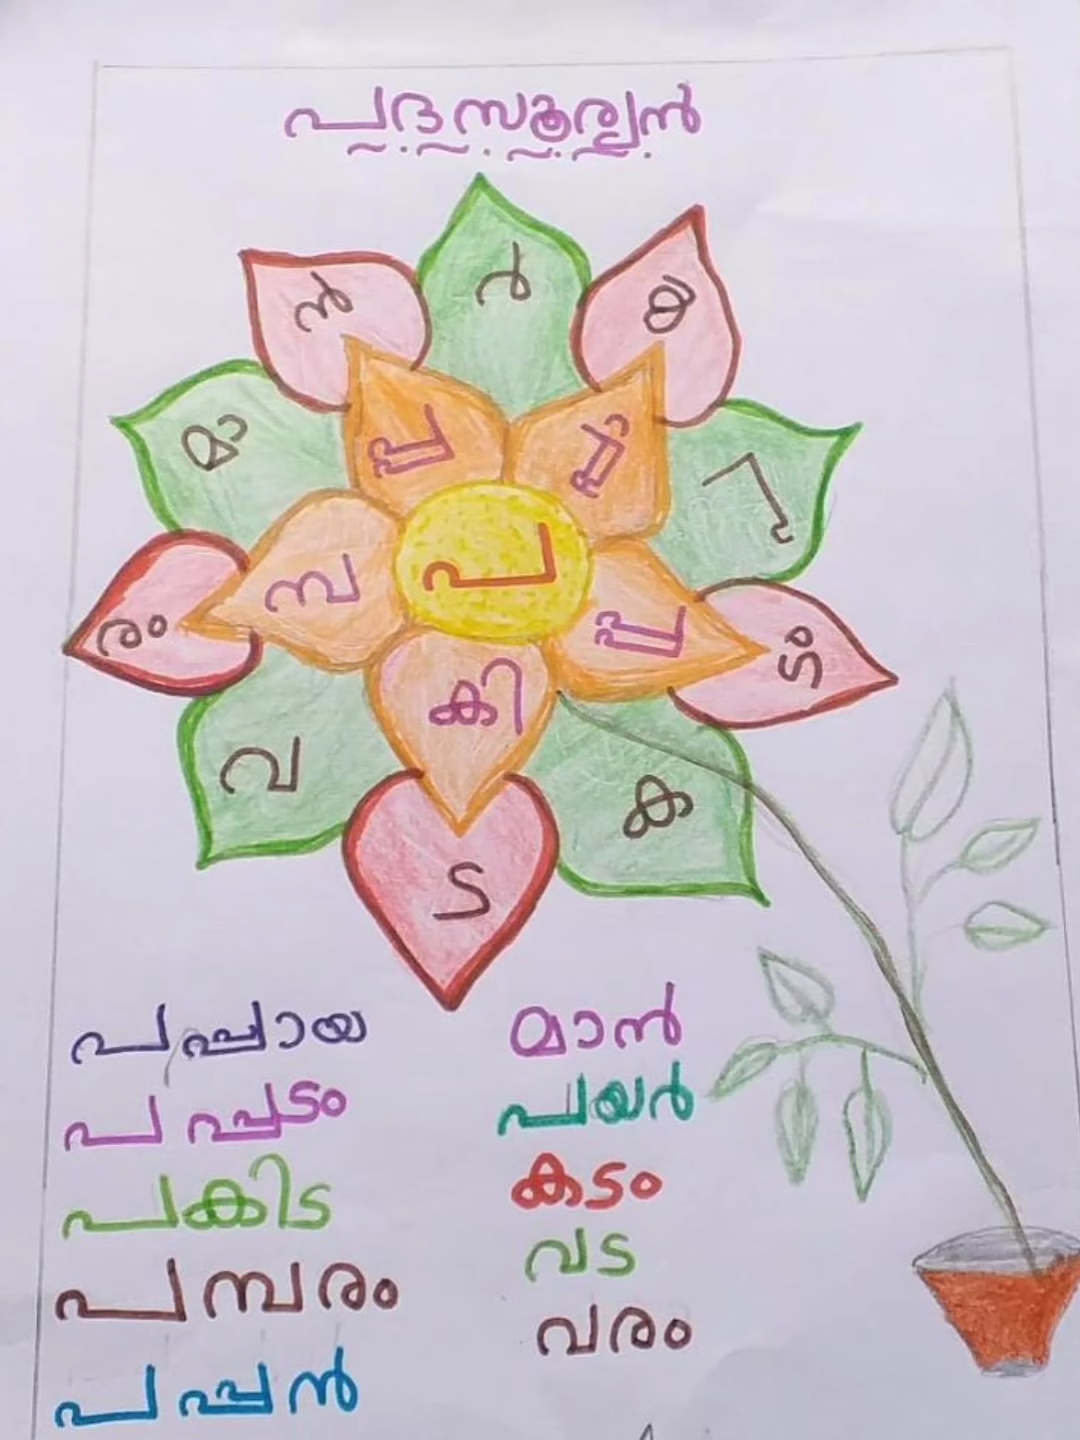 പദസൂര്യൻ
ൻ
ർ
യ
മാ
പ്പ
പ്പാ
പ
രം
മ്പ
പ
പ്പ
ടം
കി
വ
ക
ട
പപ്പായ
പപ്പടം
പകിട
പമ്പരം
പപ്പൻ
മാൻ
പയർ
കടം
വട
വരം